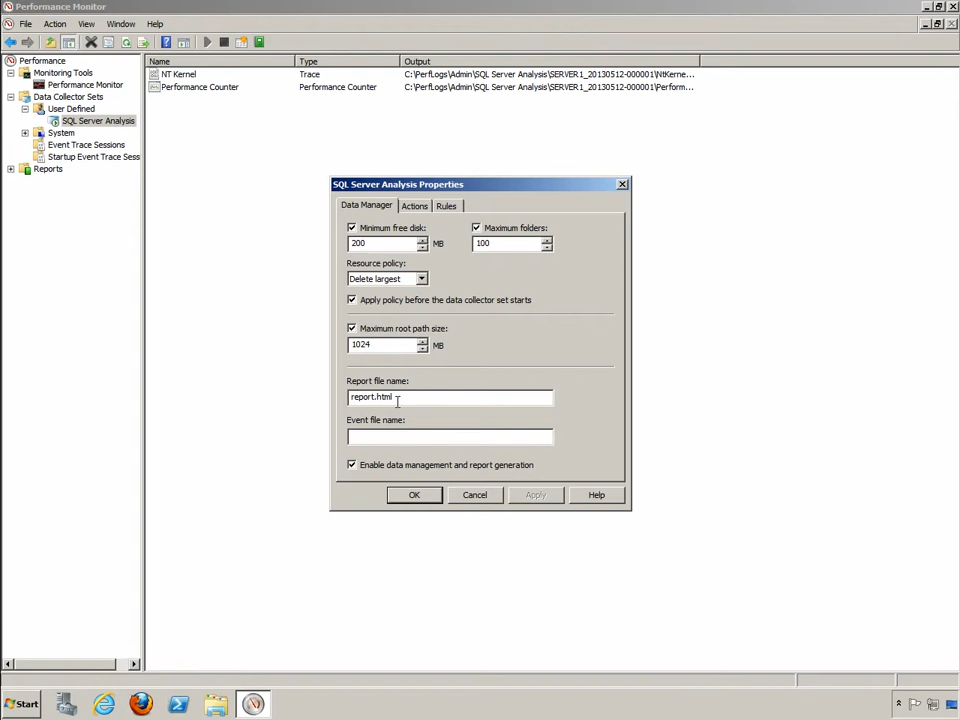 Performance Monitor
File Action View Window Help
Performance
Monitoring Tools
Performance Monitor
Data Collector Sets
User Defined
SQL Server Analysis
System
Event Trace Sessions
Startup Event Trace Sess
Reports
Name Type Output
NT Kernel Trace C:\PerfLogs\Admin\SQL Server Analysis\SERVER1_20130512-000001\NtKerne...
Performance Counter Performance Counter C:\PerfLogs\Admin\SQL Server Analysis\SERVER1_20130512-000001\Perform...
SQL Server Analysis Properties
Data Manager Actions Rules
Minimum free disk: Maximum folders:
200 MB 100
Resource policy:
Delete largest
Apply policy before the data collector set starts
Maximum root path size:
1024 MB
Report file name:
report.html
Event file name:
Enable data management and report generation
OK Cancel Apply Help
Start